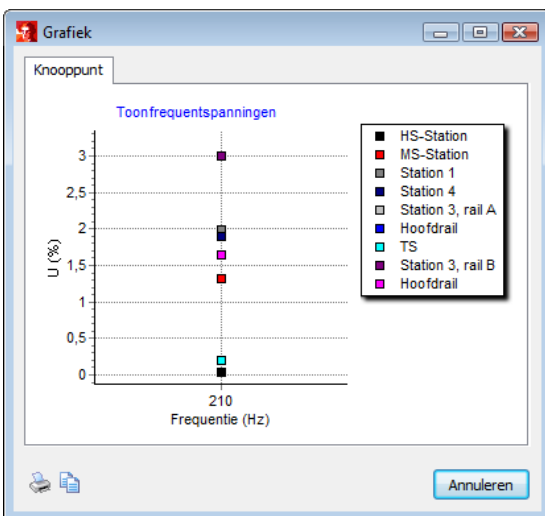 Grafiek
Knooppunt
Toonfrequentspanningen
U (%)
3
2,5
2
1,5
1
0,5
0
210
Frequentie (Hz)
HS-Station
MS-Station
Station 1
Station 4
Station 3, rail A
Hoofdrail
TS
Station 3, rail B
Hoofdrail
Annuleren